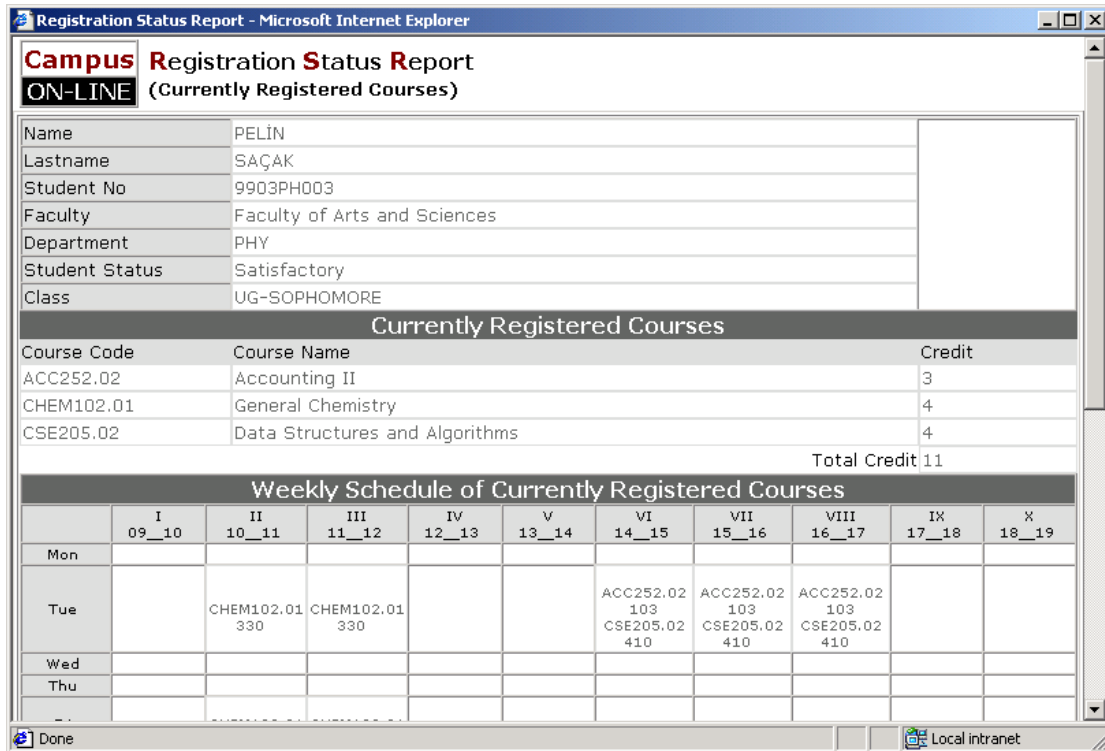 Registration Status Report - Microsoft Internet Explorer
Campus ON-LINE
Registration Status Report
(Currently Registered Courses)
Name PELİN
Lastname SAÇAK
Student No 9903PH003
Faculty Faculty of Arts and Sciences
Department PHY
Student Status Satisfactory
Class UG-SOPHOMORE
Currently Registered Courses
Course Code Course Name Credit
ACC252.02 Accounting II 3
CHEM102.01 General Chemistry 4
CSE205.02 Data Structures and Algorithms 4
Total Credit 11
Weekly Schedule of Currently Registered Courses
I II III IV V VI VII VIII IX X
09__10 10__11 11__12 12__13 13__14 14__15 15__16 16__17 17__18 18__19
Mon
Tue CHEM102.01 330 CHEM102.01 330 ACC252.02 103 CSE205.02 410 ACC252.02 103 CSE205.02 410 ACC252.02 103 CSE205.02 410
Wed
Thu
Done Local intranet